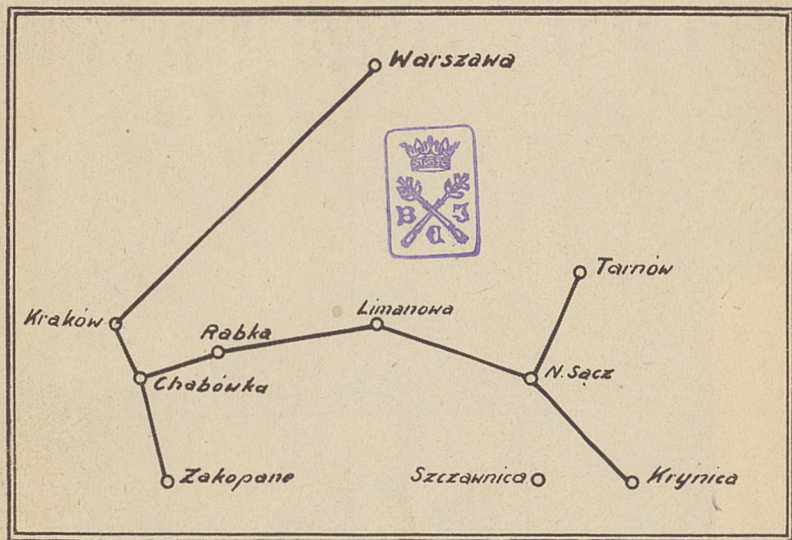 Warszawa
B J
C
Tarnów
Limanowa
Kraków
Rabka
N. Sącz
Chabówka
Zakopane
Szczawnica
Krynica